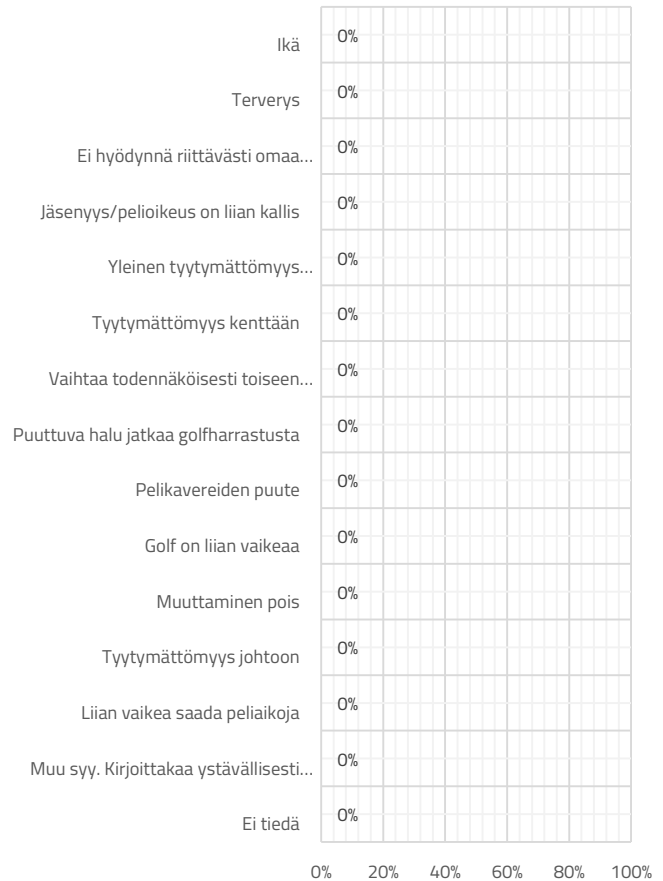 Ikä 0%
Terverys 0%
Ei hyödynnä riittävästi omaa... 0%
Jäsenyys/pelioikeus on liian kallis 0%
Yleinen tyytymättömyys... 0%
Tyytymättömyys kenttään 0%
Vaihtaa todennäköisesti toiseen... 0%
Puuttuva halu jatkaa golfharrastusta 0%
Pelikavereiden puute 0%
Golf on liian vaikeaa 0%
Muuttaminen pois 0%
Tyytymättömyys johtoon 0%
Liian vaikea saada peliaikoja 0%
Muu syy. Kirjoittakaa ystävällisesti... 0%
Ei tiedä 0%
0% 20% 40% 60% 80% 100%